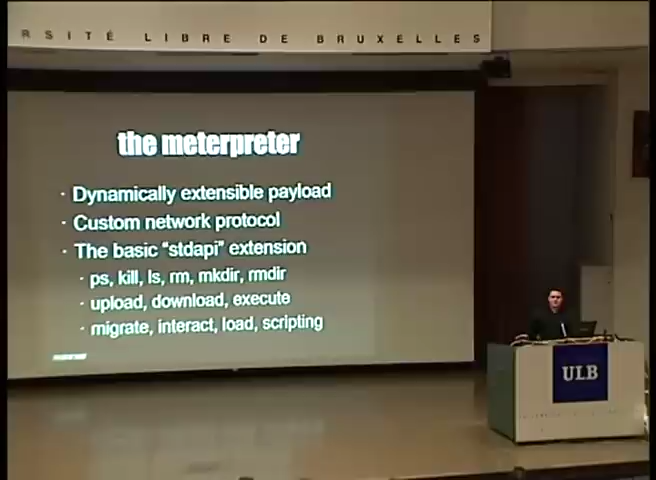 RSITÉ LIBRE DE BRUXELLES
the meterpreter
· Dynamically extensible payload
· Custom network protocol
· The basic “stdapi” extension
· ps, kill, ls, rm, mkdir, rmdir
· upload, download, execute
· migrate, interact, load, scripting
ULB